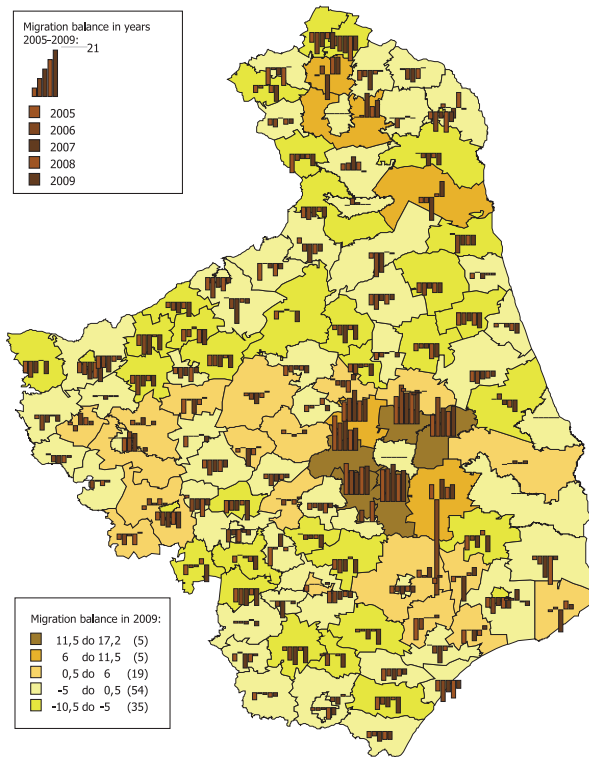 Migration balance in years
2005-2009:
21
2005
2006
2007
2008
2009
Migration balance in 2009:
11,5 do 17,2 (5)
6 do 11,5 (5)
0,5 do 6 (19)
-5 do 0,5 (54)
-10,5 do -5 (35)